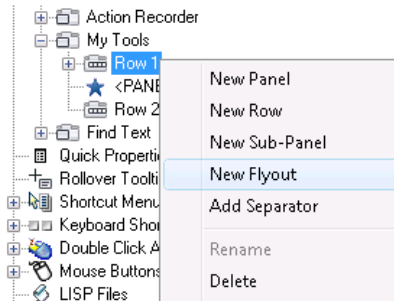 Action Recorder
My Tools
Row 1
<PANE
Row 2
Find Text
Quick Properti
Rollover Toolti
Shortcut Menu
Keyboard Shor
Double Click A
Mouse Buttons
LISP Files
New Panel
New Row
New Sub-Panel
New Flyout
Add Separator
Rename
Delete